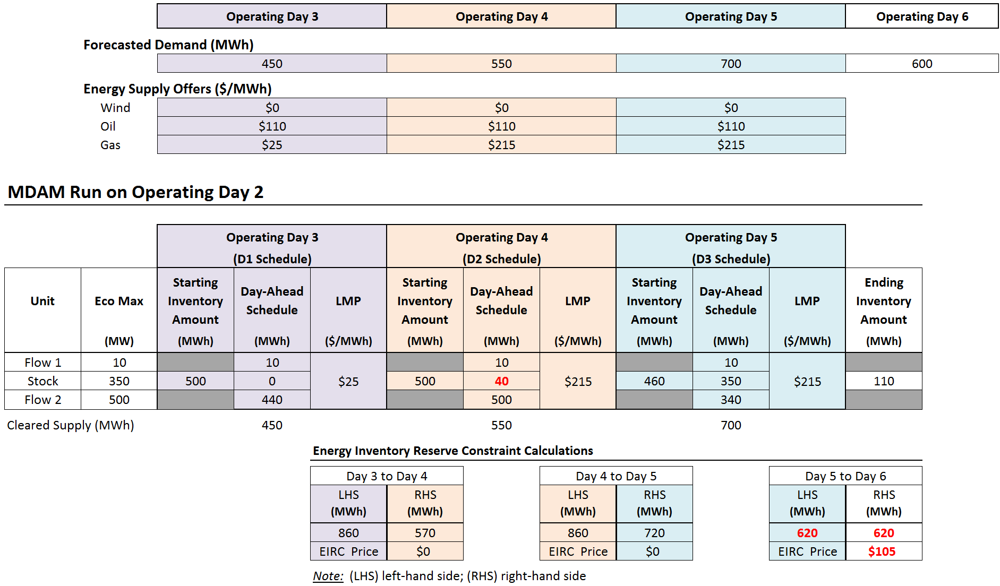 Operating Day 3 Operating Day 4 Operating Day 5 Operating Day 6
Forecasted Demand (MWh)
450 550 700 600
Energy Supply Offers ($/MWh)
Wind $0 $0 $0
Oil $110 $110 $110
Gas $25 $215 $215
MDAM Run on Operating Day 2
Operating Day 3 Operating Day 4 Operating Day 5
(D1 Schedule) (D2 Schedule) (D3 Schedule)
Starting Starting Starting Ending
Day-Ahead Day-Ahead Day-Ahead
Unit Eco Max Inventory LMP Inventory LMP Inventory LMP Inventory
Schedule Schedule Schedule
Amount Amount Amount Amount
(MW) (MWh) (MWh) ($/MWh) (MWh) (MWh) ($/MWh) (MWh) (MWh) ($/MWh) (MWh)
Flow 1 10 10 10 10
Stock 350 500 0 $25 500 40 $215 460 350 $215 110
Flow 2 500 440 500 340
Cleared Supply (MWh) 450 550 700
Energy Inventory Reserve Constraint Calculations
Day 3 to Day 4 Day 4 to Day 5 Day 5 to Day 6
LHS RHS LHS RHS LHS RHS
(MWh) (MWh) (MWh) (MWh) (MWh) (MWh)
860 570 860 720 620 620
EIRC Price $0 EIRC Price $0 EIRC Price $105
Note: (LHS) left-hand side; (RHS) right-hand side